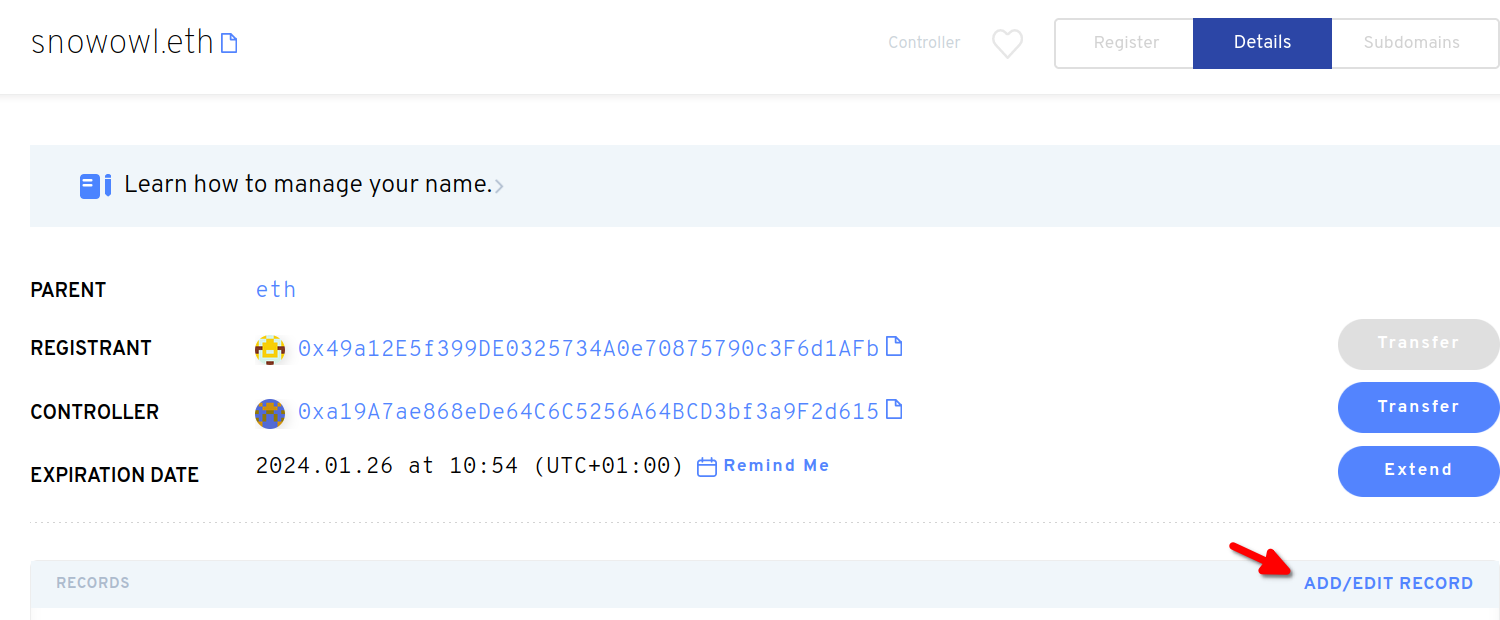 snowowl.eth
Controller
Register
Details
Subdomains
Learn how to manage your name.
PARENT
eth
REGISTRANT
0x49a12E5f399DE0325734A0e70875790c3F6d1AFb
Transfer
CONTROLLER
0xa19A7ae868eDe64C6C5256A64BCD3bf3a9F2d615
Transfer
EXPIRATION DATE
2024.01.26 at 10:54 (UTC+01:00)
Remind Me
Extend
RECORDS
ADD/EDIT RECORD